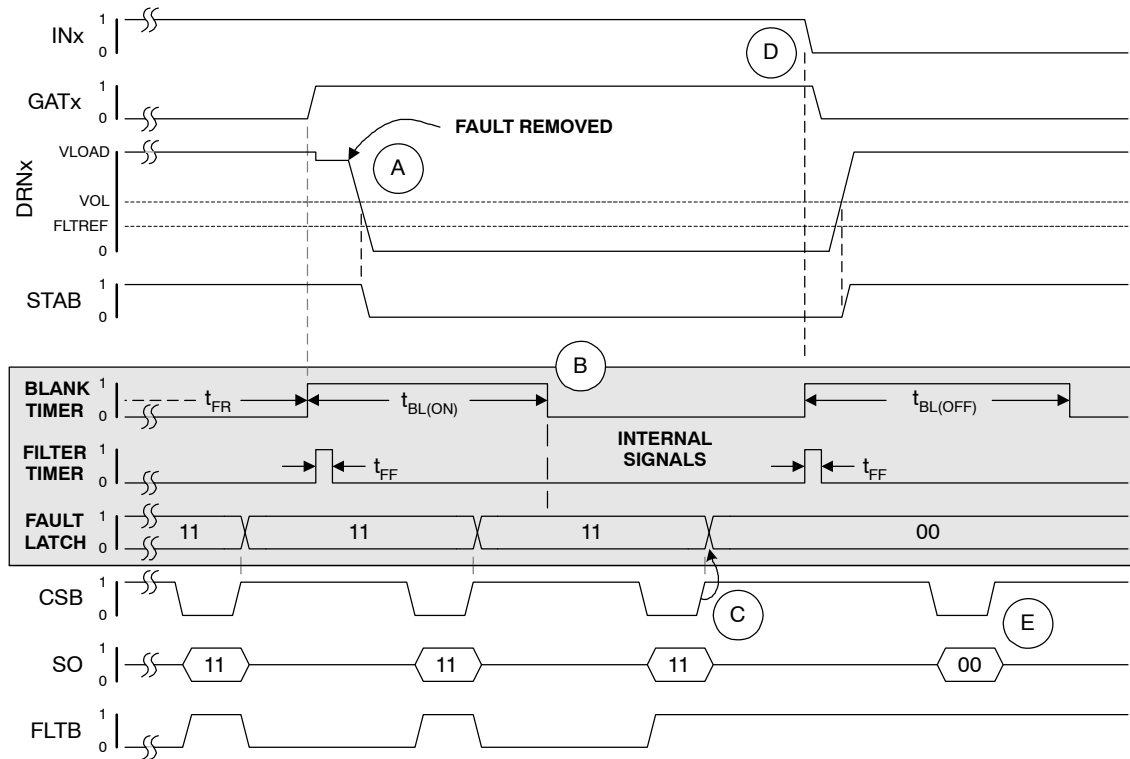 INx 1 0
D
GATx 1 0
FAULT REMOVED
A
DRNx VLOAD VOL FLTREF 0
STAB 1 0
B
BLANK TIMER 1 0 tFR tBL(ON) tBL(OFF)
INTERNAL SIGNALS
FILTER TIMER 1 0 tFF tFF
FAULT LATCH 1 0 11 11 11 00
CSB 1 0
C
E
SO 1 0 11 11 11 00
FLTB 1 0